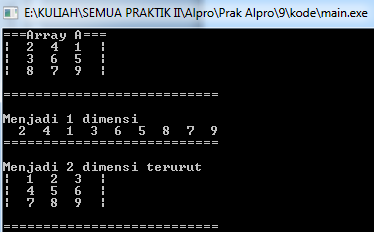 E:\KULIAH\SEMUA PRAKTIK II\Alpro\Prak Alpro\9\kode\main.exe
===Array A===
¦  2  4  1  ¦
¦  3  6  5  ¦
¦  8  7  9  ¦
===========================
Menjadi 1 dimensi
  2  4  1  3  6  5  8  7  9
===========================
Menjadi 2 dimensi terurut
¦  1  2  3  ¦
¦  4  5  6  ¦
¦  7  8  9  ¦
===========================